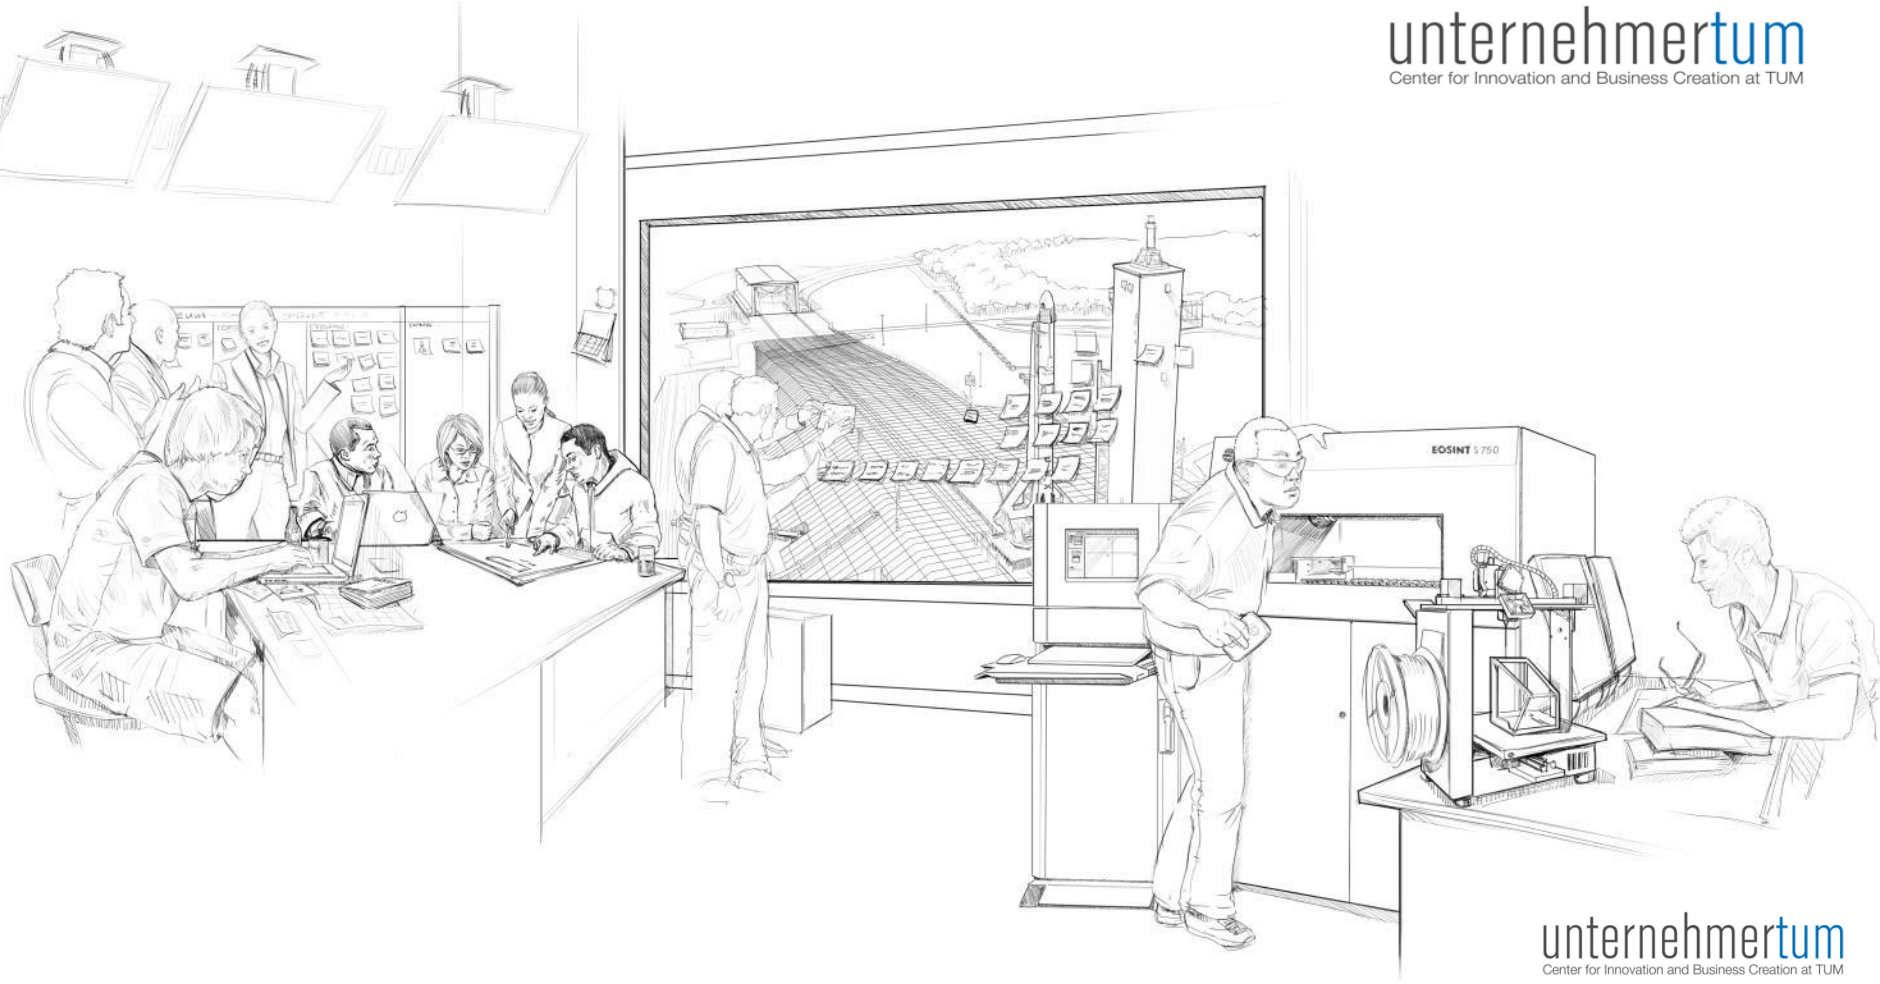 unternehmertum
Center for Innovation and Business Creation at TUM
EOSINT S 750
unternehmertum
Center for Innovation and Business Creation at TUM